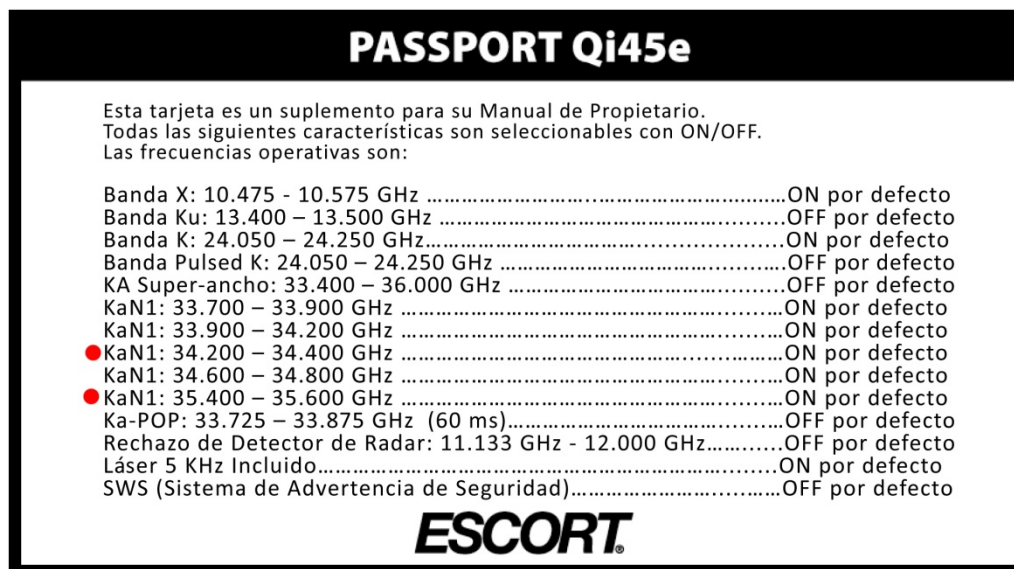 PASSPORT Qi45e
Esta tarjeta es un suplemento para su Manual de Propietario.
Todas las siguientes características son seleccionables con ON/OFF.
Las frecuencias operativas son:
Banda X: 10.475 - 10.575 GHz ........................................................ON por defecto
Banda Ku: 13.400 – 13.500 GHz ........................................................OFF por defecto
Banda K: 24.050 – 24.250 GHz........................................................ON por defecto
Banda Pulsed K: 24.050 – 24.250 GHz ........................................................OFF por defecto
KA Super-ancho: 33.400 – 36.000 GHz ........................................................OFF por defecto
KaN1: 33.700 – 33.900 GHz ........................................................ON por defecto
KaN1: 33.900 – 34.200 GHz ........................................................ON por defecto
KaN1: 34.200 – 34.400 GHz ........................................................ON por defecto
KaN1: 34.600 – 34.800 GHz ........................................................ON por defecto
KaN1: 35.400 – 35.600 GHz ........................................................ON por defecto
Ka-POP: 33.725 – 33.875 GHz (60 ms)........................................................OFF por defecto
Rechazo de Detector de Radar: 11.133 GHz - 12.000 GHz............OFF por defecto
Láser 5 KHz Incluido........................................................ON por defecto
SWS (Sistema de Advertencia de Seguridad)................................OFF por defecto
ESCORT.